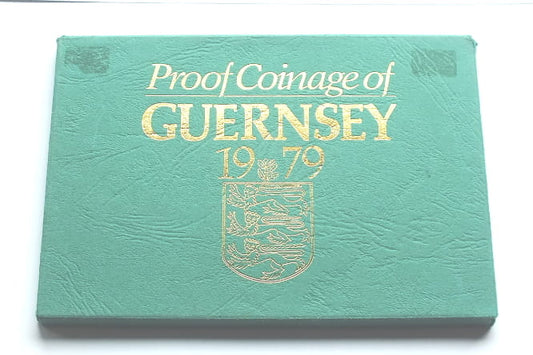 Proof Coinage of
GUERNSEY
1979